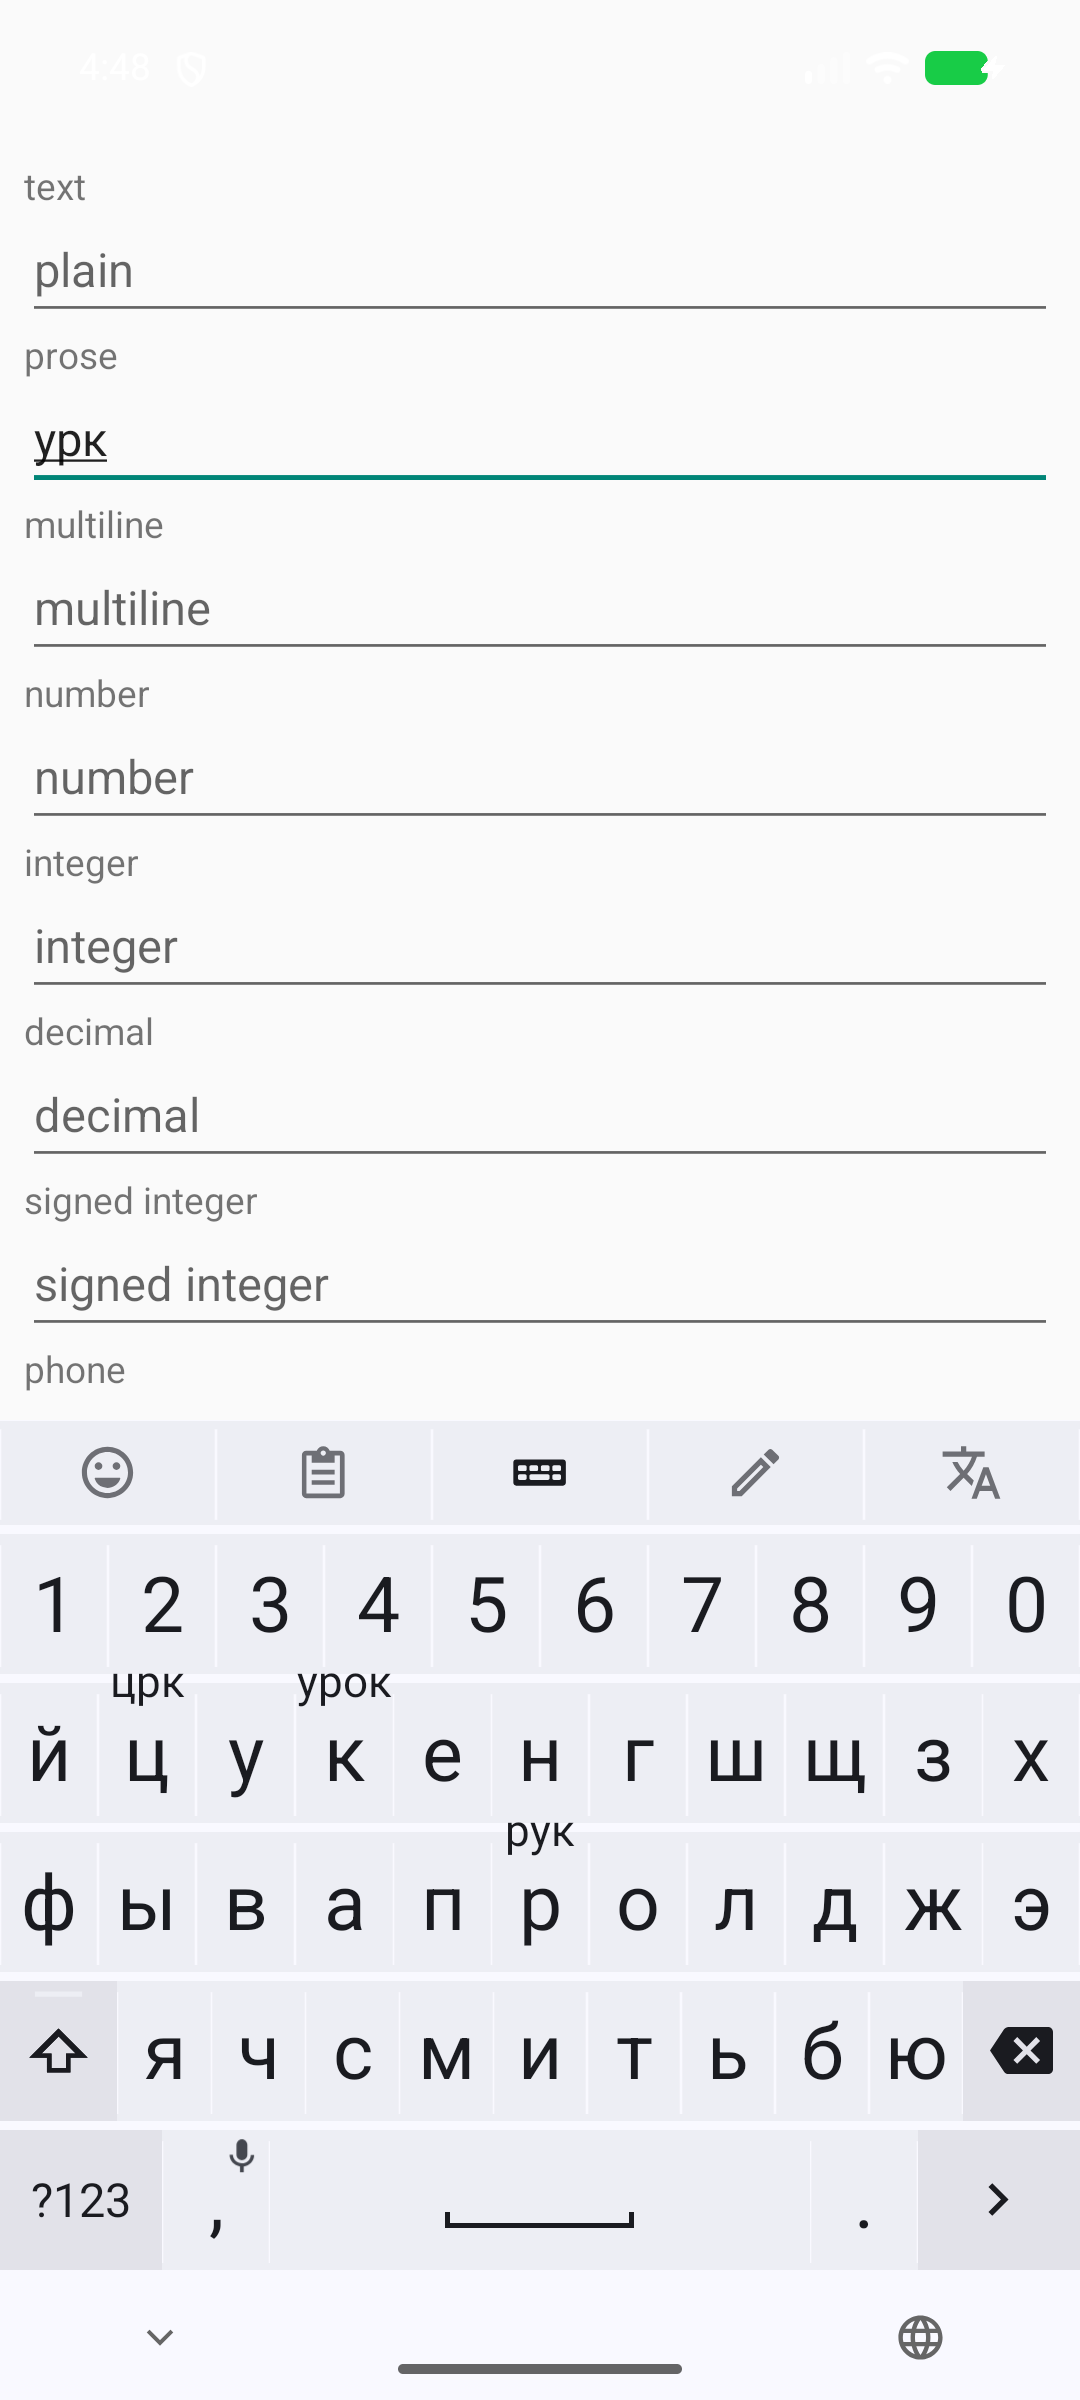 4:48
text
plain
prose
урк
multiline
multiline
number
number
integer
integer
decimal
decimal
signed integer
signed integer
phone
1 2 3 4 5 6 7 8 9 0
црк урок
й ц у к е н г ш щ з х
рук
ф ы в а п р о л д ж э
я ч с м и т ь б ю
?123 , .